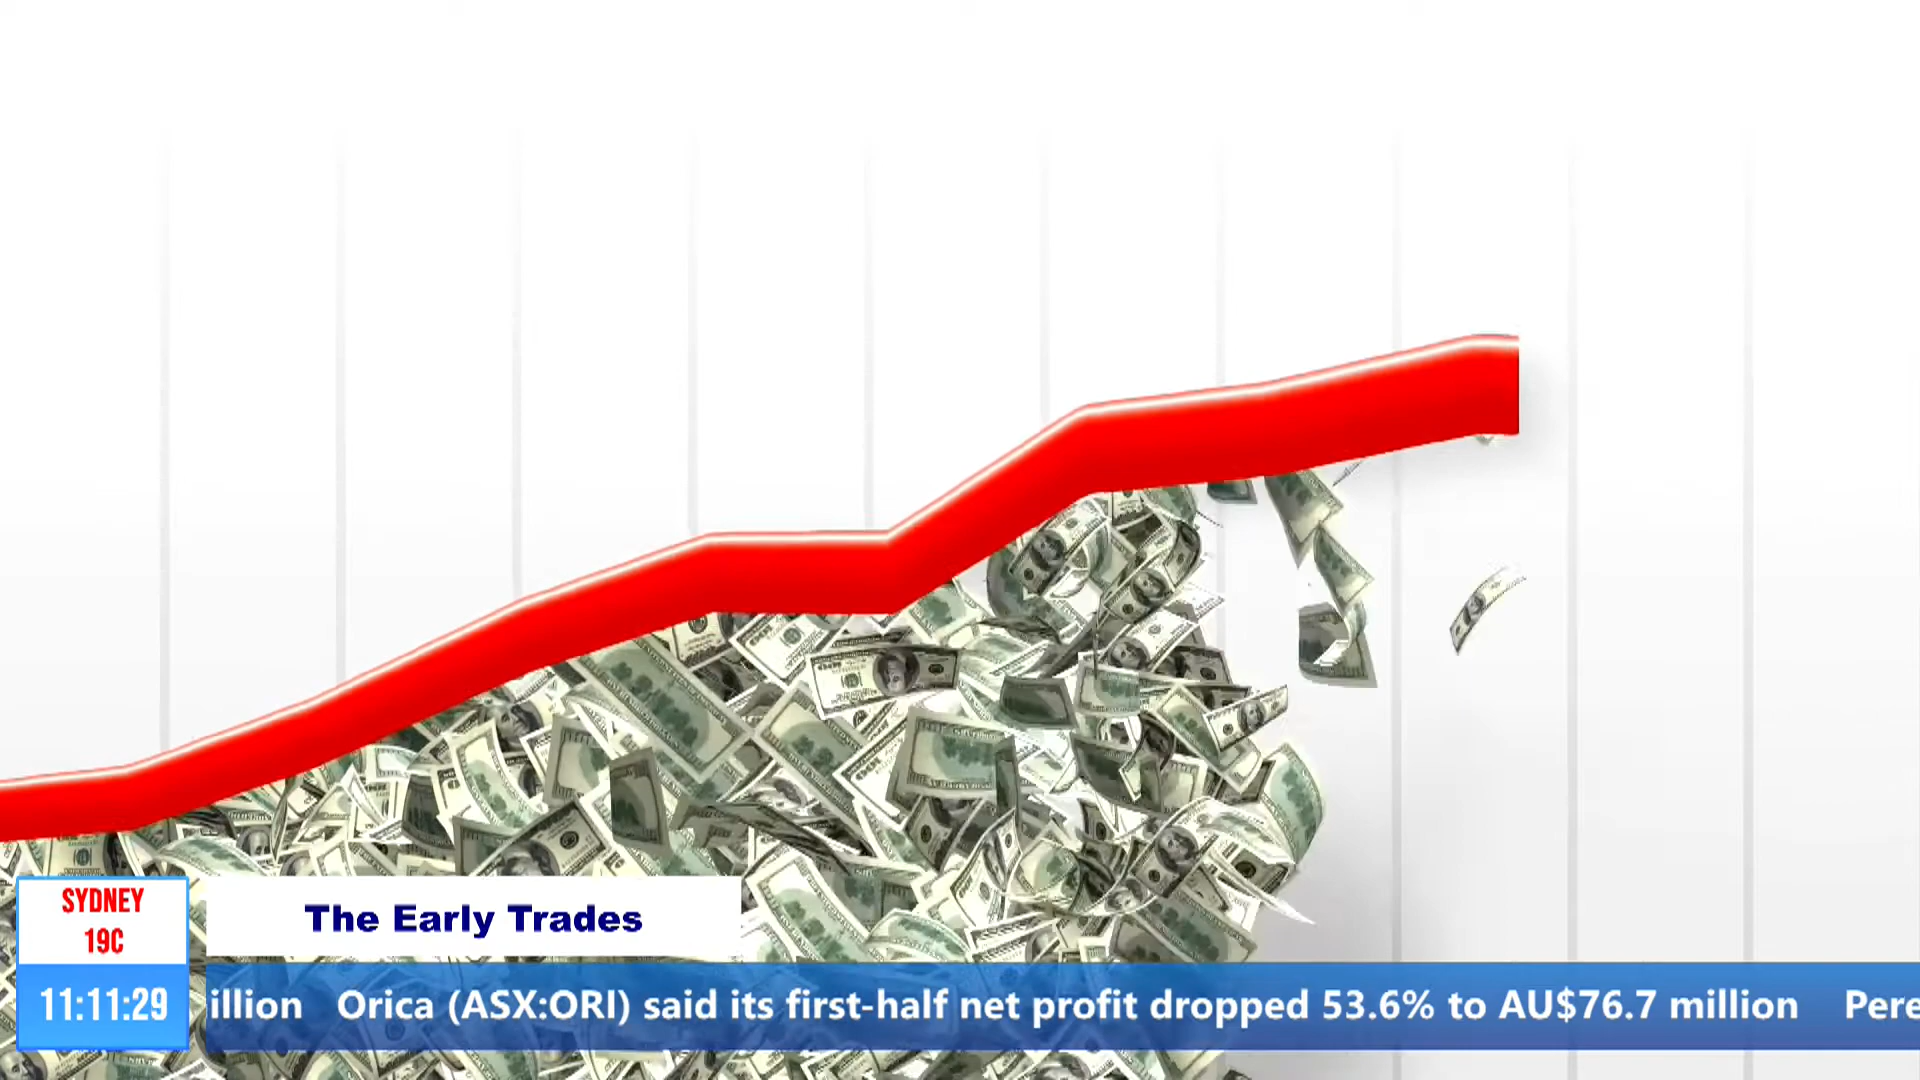 SYDNEY
19C
The Early Trades
11:11:29
illion Orica (ASX:ORI) said its first-half net profit dropped 53.6% to AU$76.7 million Pere